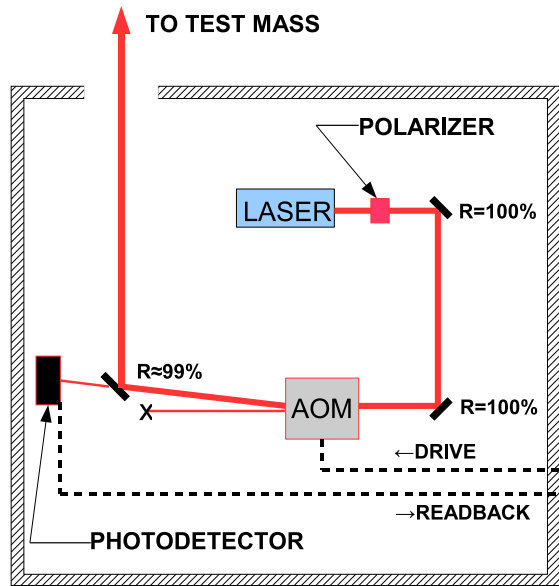 TO TEST MASS
POLARIZER
LASER
R=100%
R≈99%
AOM
R=100%
←DRIVE
→READBACK
PHOTODETECTOR